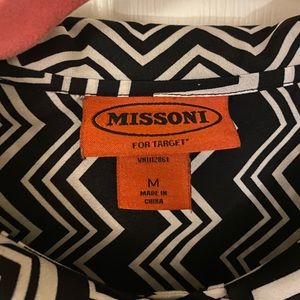 MISSONI
FOR TARGET®
M
MADE IN
CHINA